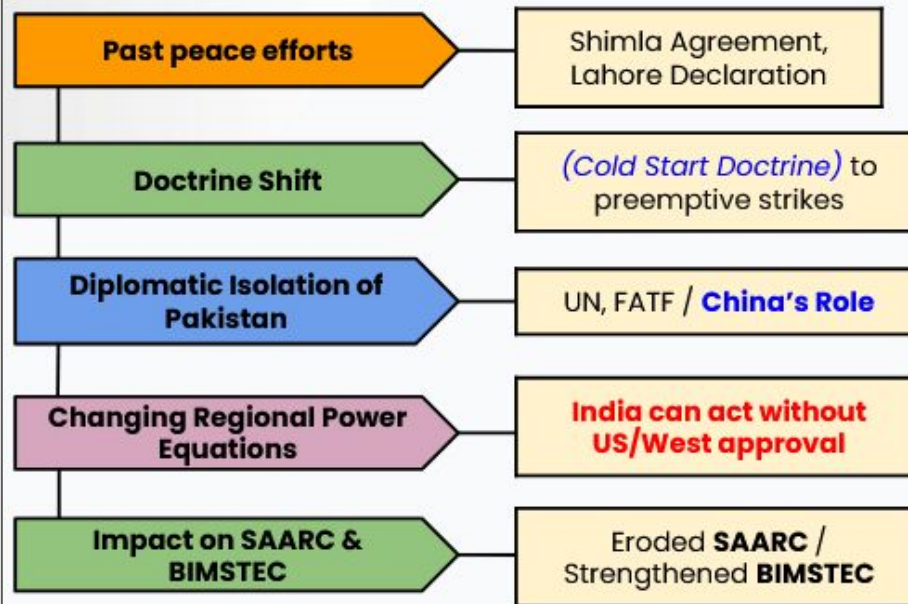 Past peace efforts
Shimla Agreement,
Lahore Declaration
Doctrine Shift
(Cold Start Doctrine) to
preemptive strikes
Diplomatic Isolation of
Pakistan
UN, FATF / China's Role
Changing Regional Power
Equations
India can act without
US/West approval
Impact on SAARC &
BIMSTEC
Eroded SAARC /
Strengthened BIMSTEC